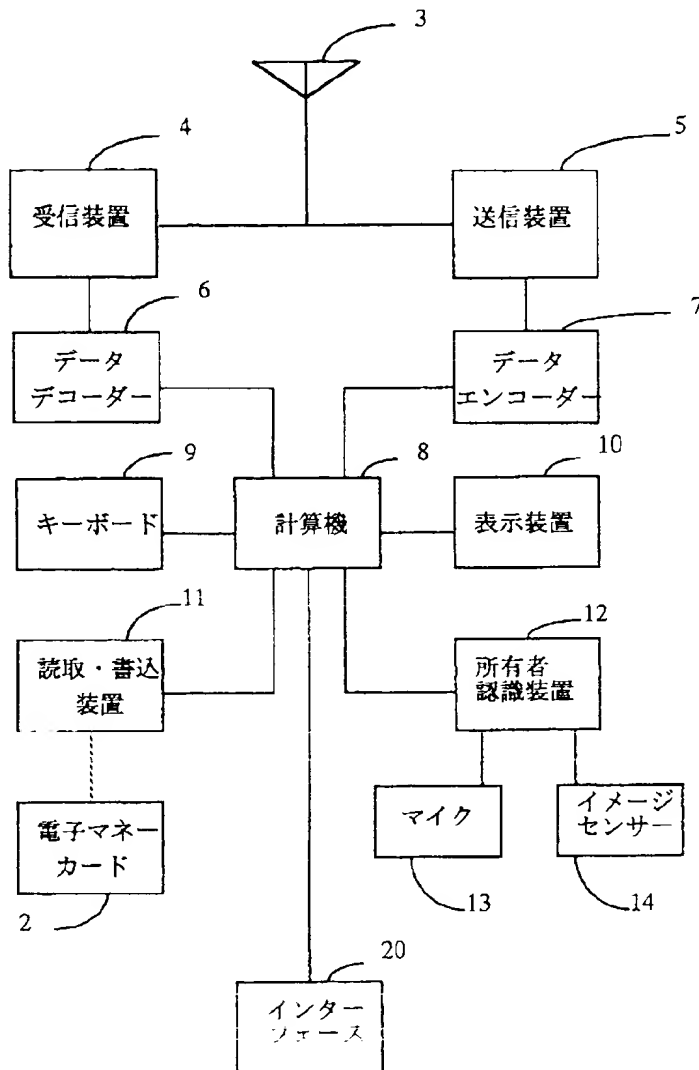 3
4
5
受信装置
送信装置
6
7
データ
デコーダー
データ
エンコーダー
9
8
10
キーボード
計算機
表示装置
11
12
読取・書込
装置
所有者
認識装置
電子マネー
カード
マイク
イメージ
センサー
2
13
14
20
インター
フェース